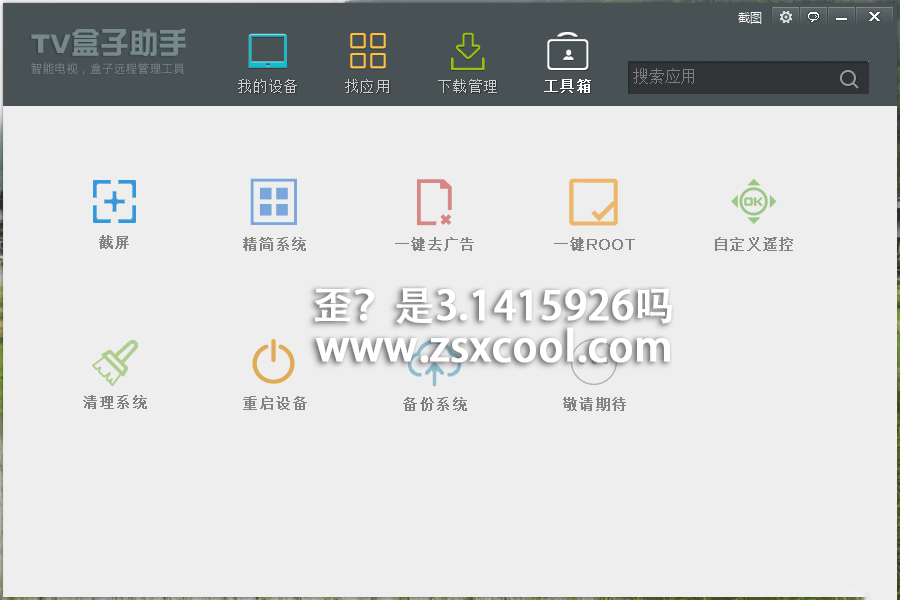 截图
TV盒子助手
智能电视，盒子远程管理工具
我的设备
找应用
下载管理
工具箱
搜索应用
截屏
精简系统
一键去广告
一键ROOT
OK
自定义遥控
歪？是3.1415926吗
www.zsxcool.com
清理系统
重启设备
备份系统
敬请期待